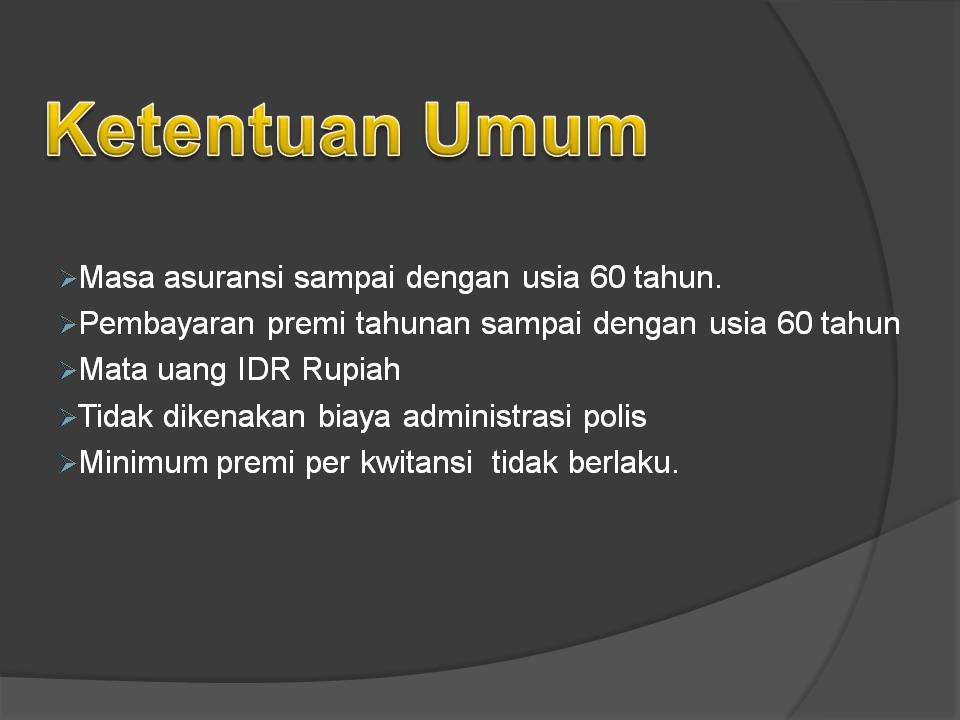 Ketentuan Umum
Masa asuransi sampai dengan usia 60 tahun.
Pembayaran premi tahunan sampai dengan usia 60 tahun
Mata uang IDR Rupiah
Tidak dikenakan biaya administrasi polis
Minimum premi per kwitansi  tidak berlaku.